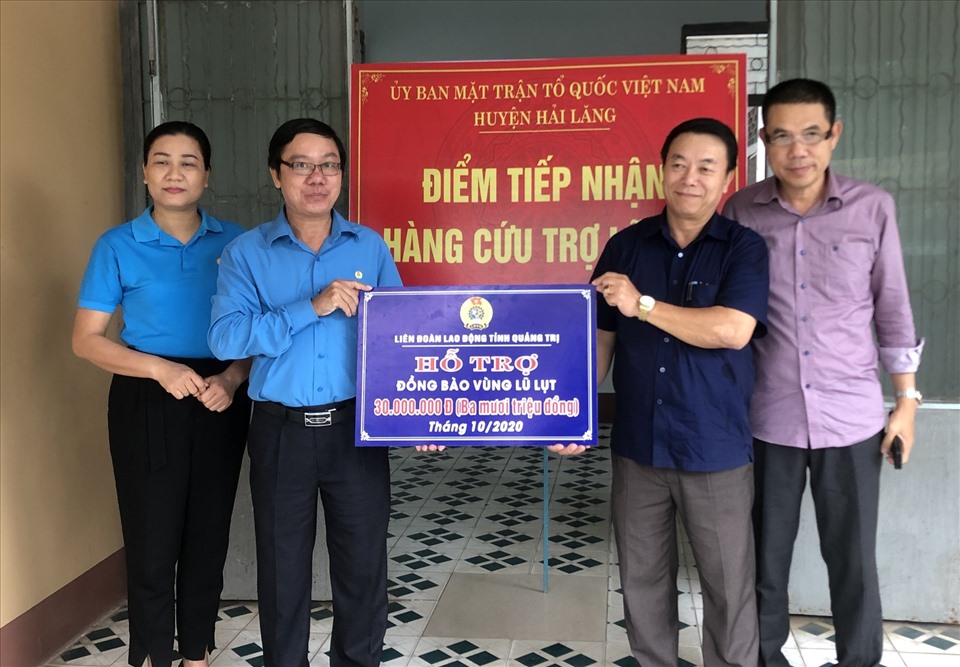 ỦY BAN MẶT TRẬN TỔ QUỐC VIỆT NAM
HUYỆN HẢI LĂNG
ĐIỂM TIẾP NHẬN
HÀNG CỨU TRỢ
LIÊN ĐOÀN LAO ĐỘNG TỈNH QUẢNG TRỊ
HỖ TRỢ
ĐỒNG BÀO VÙNG LŨ LỤT
30.000.000 Đ (Ba mươi triệu đồng)
Tháng 10/2020